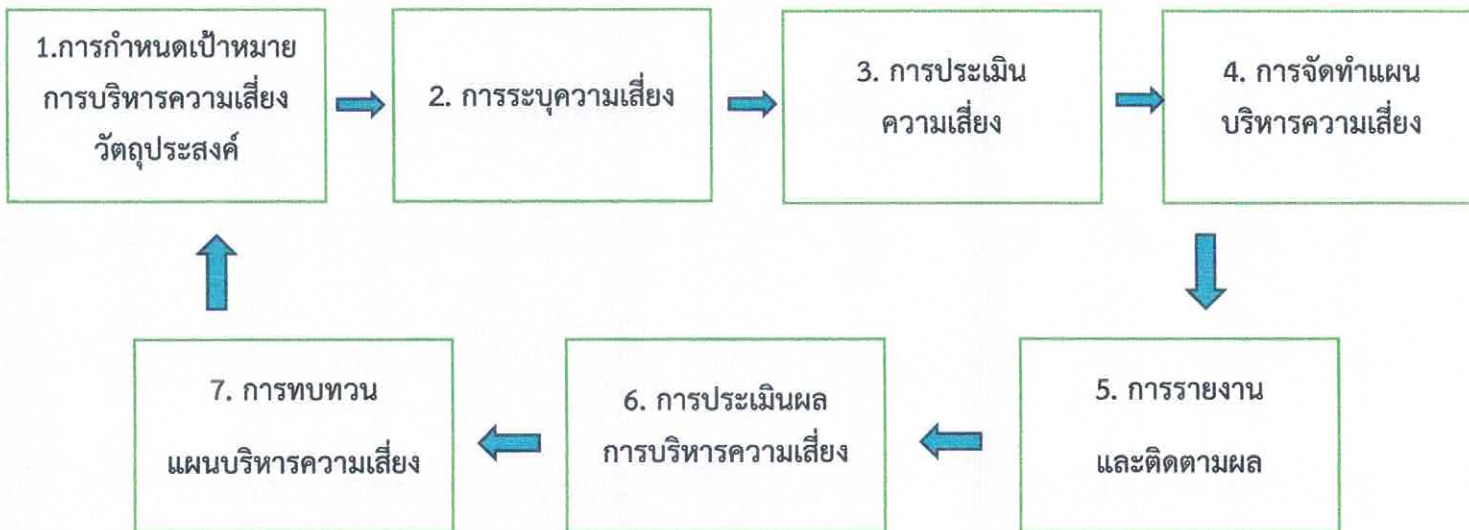 1.การกำหนดเป้าหมาย
การบริหารความเสี่ยง
วัตถุประสงค์
2. การระบุความเสี่ยง
3. การประเมิน
ความเสี่ยง
4. การจัดทำแผน
บริหารความเสี่ยง
5. การรายงาน
และติดตามผล
6. การประเมินผล
การบริหารความเสี่ยง
7. การทบทวน
แผนบริหารความเสี่ยง